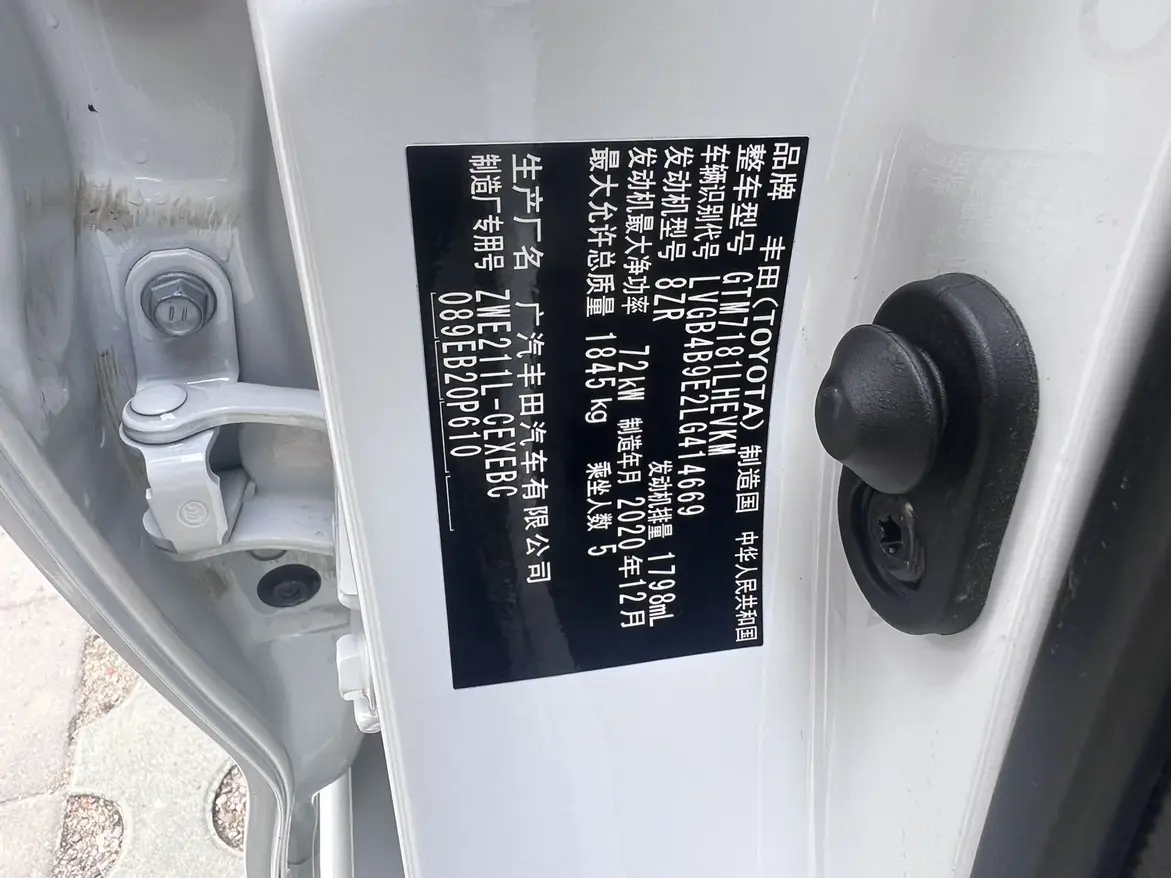 品牌 丰田(TOYOTA) 制造国 中华人民共和国
整车型号 GTM7181LHEVKM
车辆识别代号 LVGB4B9E2LG414669
发动机型号 8ZR 发动机排量 1798mL
发动机最大净功率 72kW 制造年月 2020年12月
最大允许总质量 1845kg 乘坐人数 5
生产厂名 广汽丰田汽车有限公司
制造厂专用号 ZWE211L-GEXEBC
089EB20P610